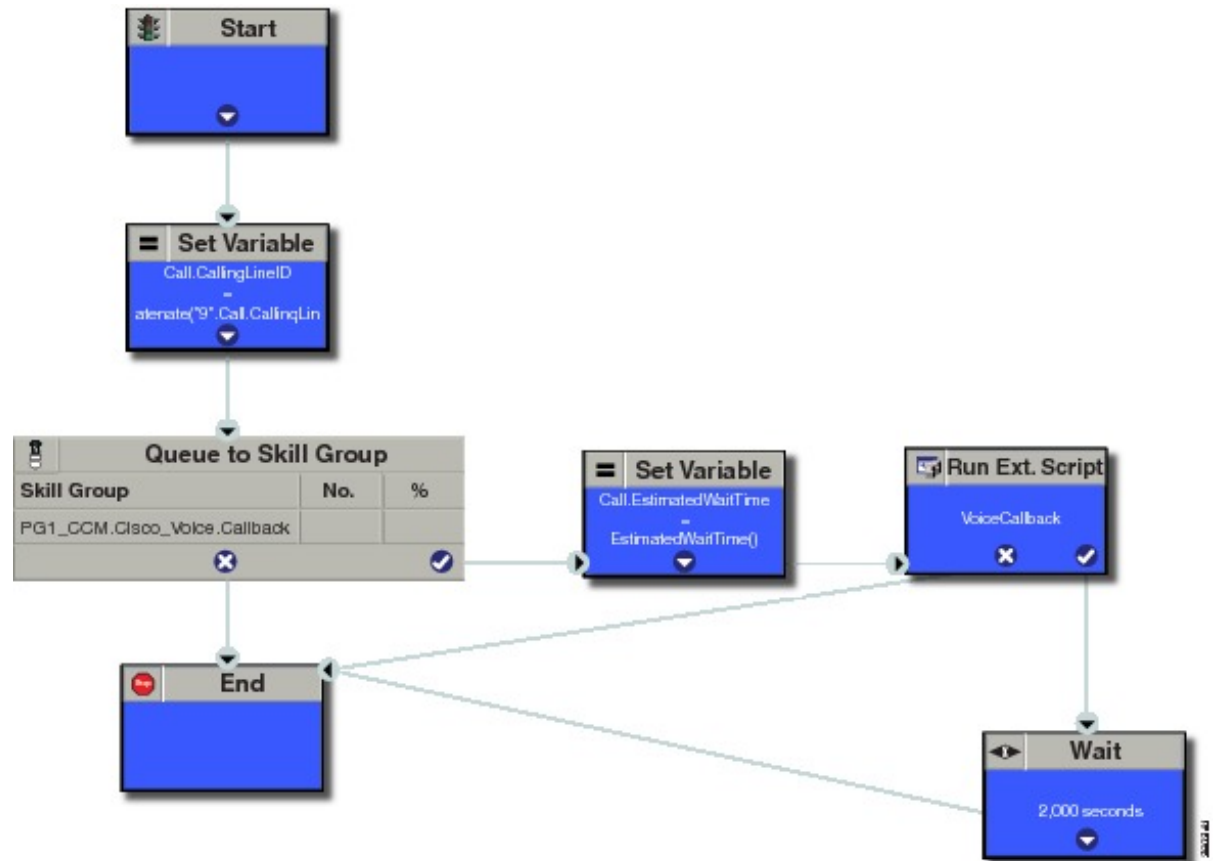 Start
Set Variable
Call.CallingLineID
=
atenate("9".Call.CallingLin
Queue to Skill Group
Skill Group No. %
PG1_CCM.Cisco_Voice.Callback
Set Variable
Call.EstimatedWaitTime
=
EstimatedWaitTime()
Run Ext. Script
VoiceCallback
End
Wait
2,000 seconds